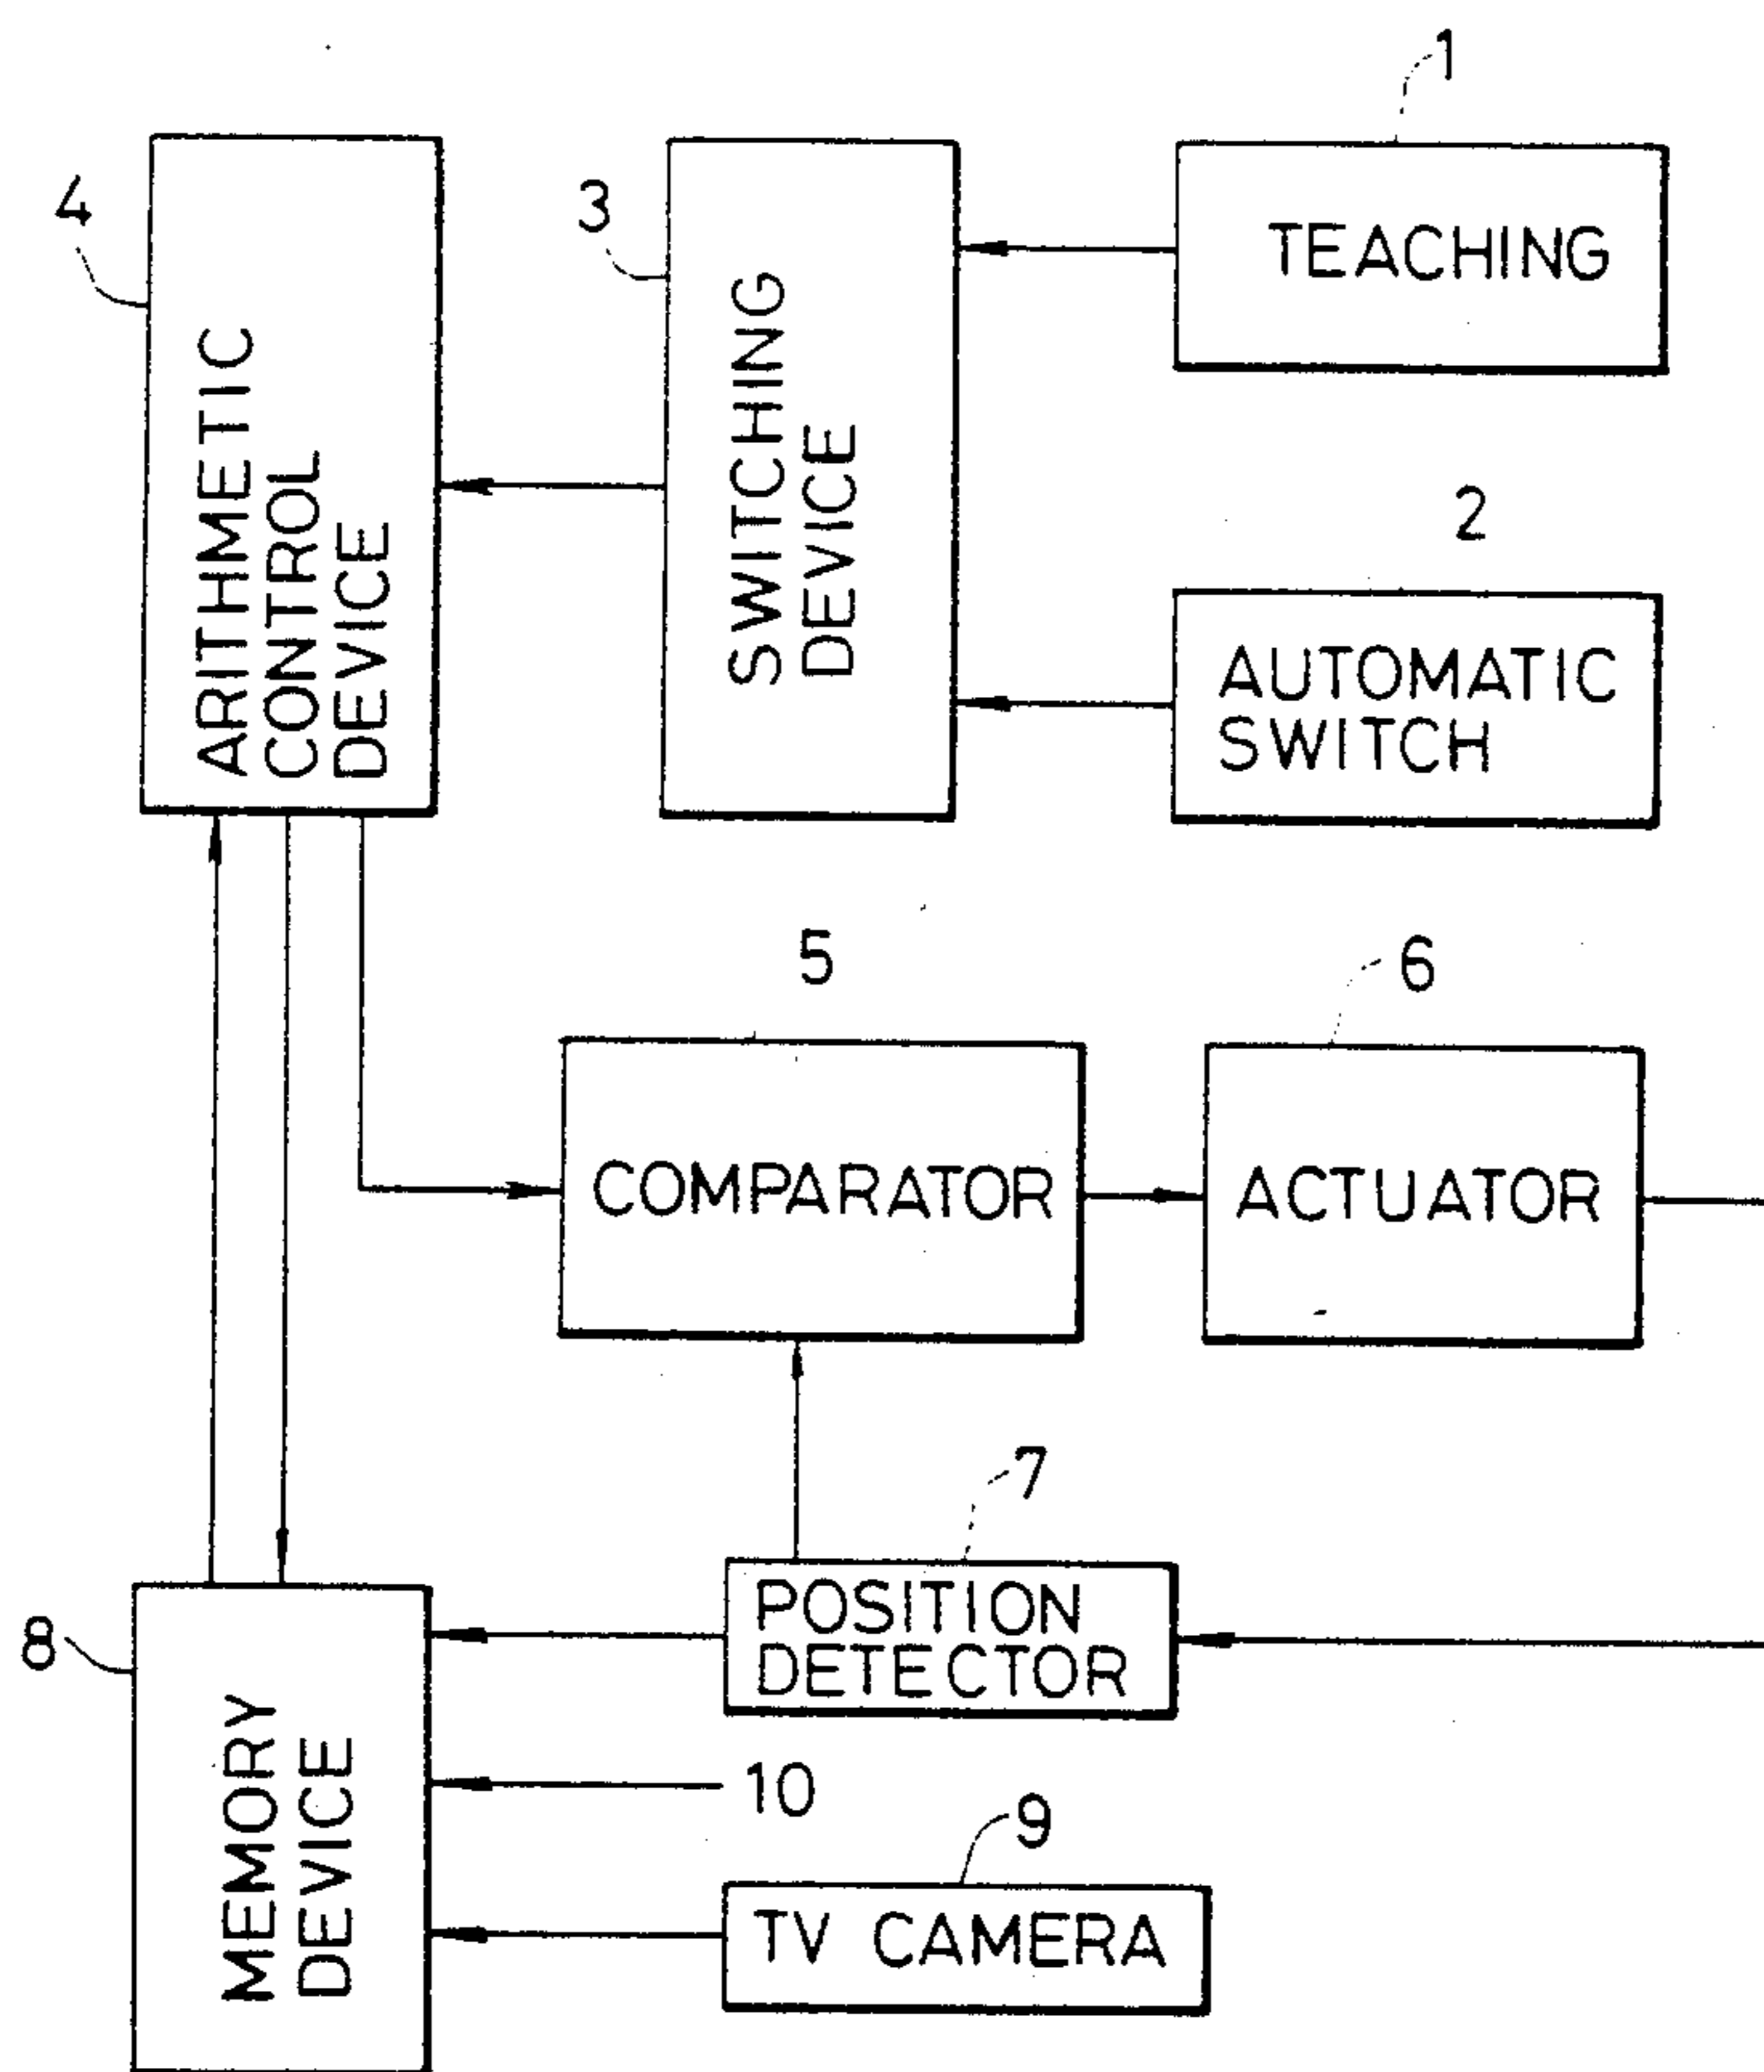 1
4
3
TEACHING
ARITHMETIC
CONTROL
DEVICE
SWITCHING
DEVICE
2
AUTOMATIC
SWITCH
5
6
COMPARATOR
ACTUATOR
7
POSITION
DETECTOR
8
MEMORY
DEVICE
10
9
TV CAMERA